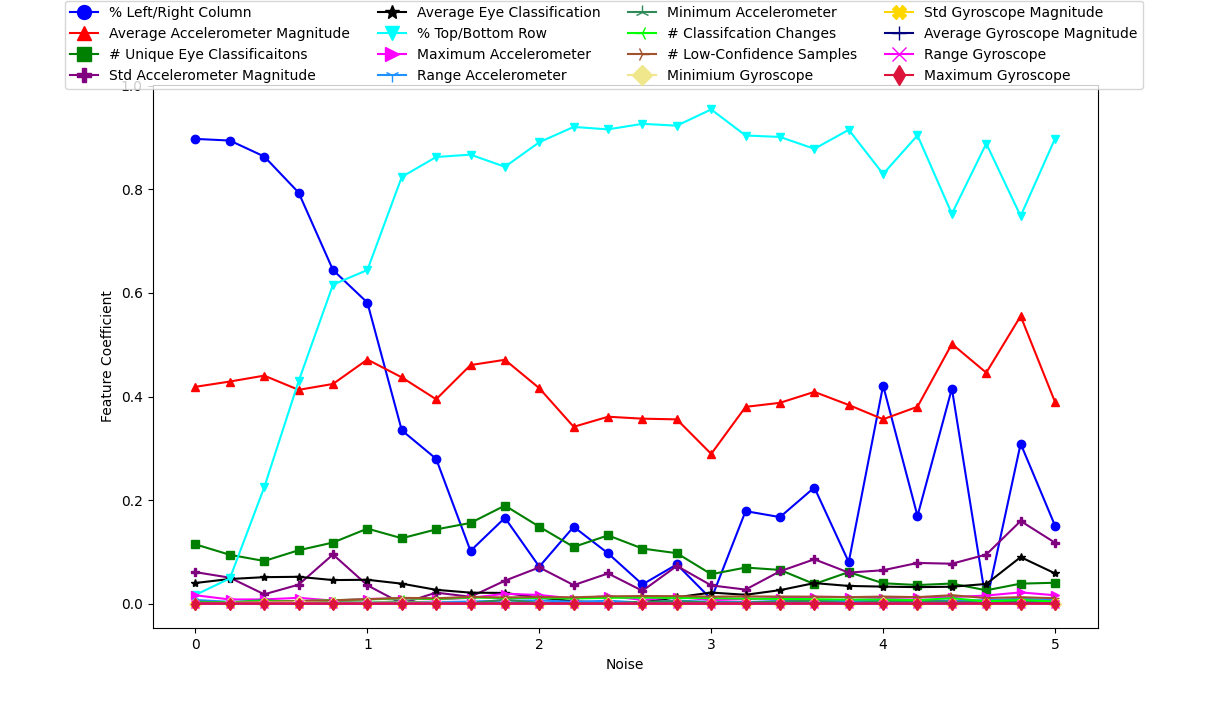 % Left/Right Column
Average Accelerometer Magnitude
# Unique Eye Classificaitons
Std Accelerometer Magnitude
Average Eye Classification
% Top/Bottom Row
Maximum Accelerometer
Range Accelerometer
Minimum Accelerometer
# Classifcation Changes
# Low-Confidence Samples
Minimium Gyroscope
Std Gyroscope Magnitude
Average Gyroscope Magnitude
Range Gyroscope
Maximum Gyroscope
1.0
0.8
0.6
0.4
0.2
0.0
Feature Coefficient
0 1 2 3 4 5
Noise